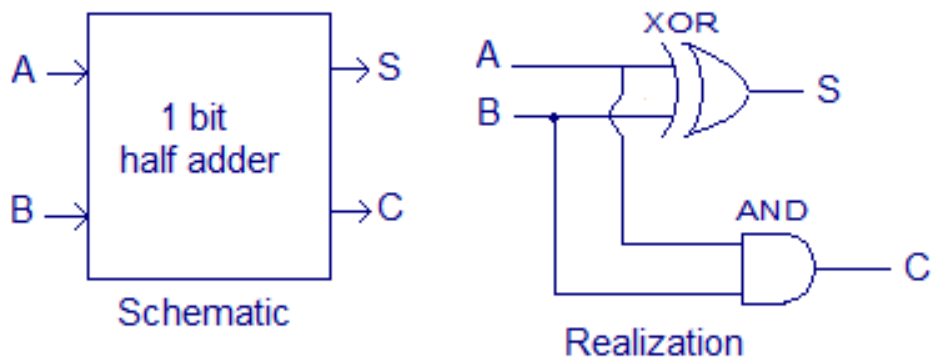 A
B
1 bit
half adder
S
C
Schematic
XOR
A
B
S
AND
C
Realization